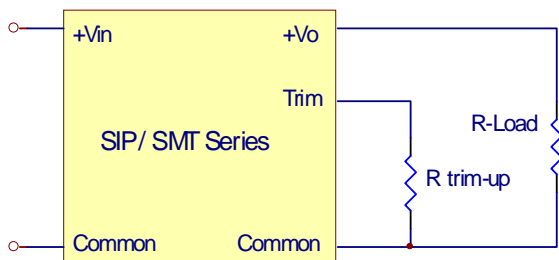 +Vin
+Vo
Trim
R-Load
SIP/ SMT Series
R trim-up
Common
Common